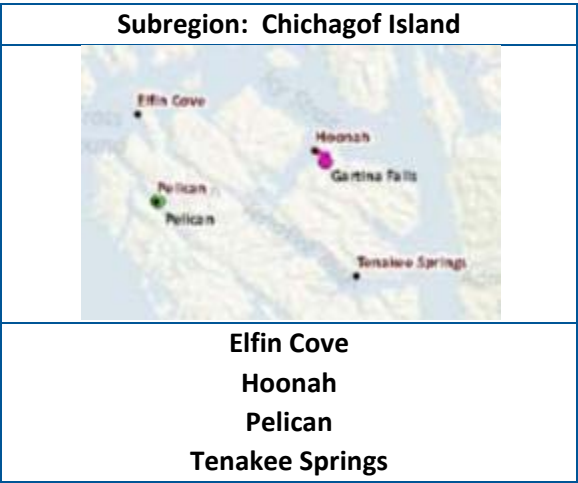 Subregion: Chichagof Island
Elfin Cove
Hoonah
Gartina Falls
Pelican
Pelican
Tenakee Springs
Elfin Cove
Hoonah
Pelican
Tenakee Springs